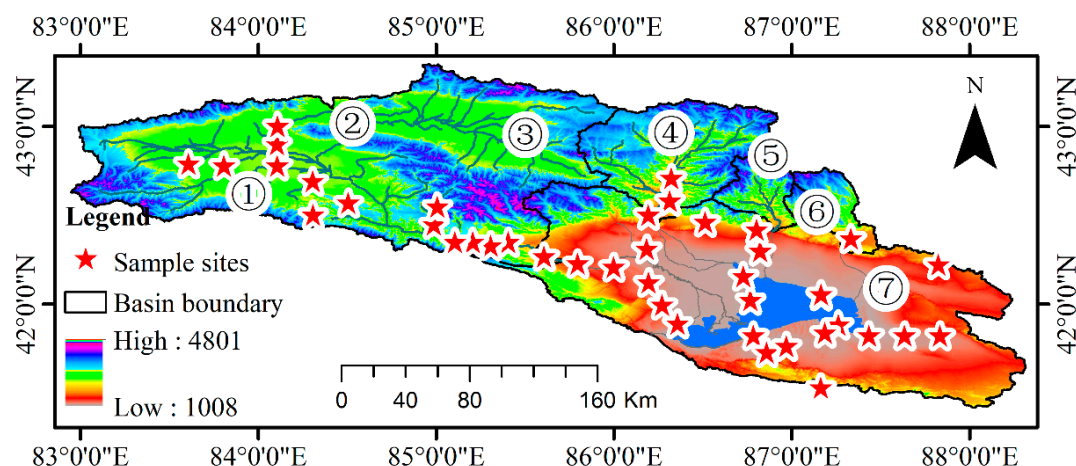 83°0'0"E 84°0'0"E 85°0'0"E 86°0'0"E 87°0'0"E 88°0'0"E
43°0'0"N
42°0'0"N
N
①
②
③
④
⑤
⑥
⑦
Legend
Sample sites
Basin boundary
High : 4801
Low : 1008
0 40 80 160 Km
43°0'0"N
42°0'0"N
83°0'0"E 84°0'0"E 85°0'0"E 86°0'0"E 87°0'0"E 88°0'0"E